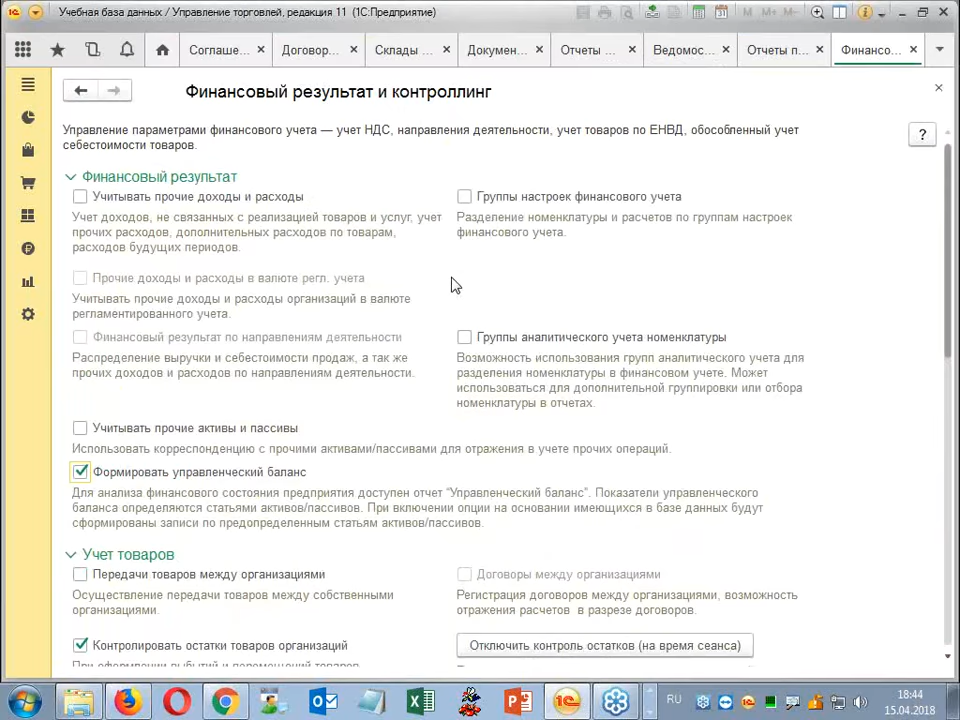 Учебная база данных / Управление торговлей, редакция 11 (1С:Предприятие)
M M+ M-
Соглаше... × Договор... × Склады ... × Докумен... × Отчеты ... × Ведомос... × Отчеты п... × Финансо... ×
Финансовый результат и контроллинг
Управление параметрами финансового учета — учет НДС, направления деятельности, учет товаров по ЕНВД, обособленный учет
себестоимости товаров.
?
Финансовый результат
Учитывать прочие доходы и расходы
Учет доходов, не связанных с реализацией товаров и услуг, учет
прочих расходов, дополнительных расходов по товарам,
расходов будущих периодов.
Группы настроек финансового учета
Разделение номенклатуры и расчетов по группам настроек
финансового учета.
Прочие доходы и расходы в валюте регл. учета
Учитывать прочие доходы и расходы организаций в валюте
регламентированного учета.
Финансовый результат по направлениям деятельности
Распределение выручки и себестоимости продаж, а так же
прочих доходов и расходов по направлениям деятельности.
Группы аналитического учета номенклатуры
Возможность использования групп аналитического учета для
разделения номенклатуры в финансовом учете. Может
использоваться для дополнительной группировки или отбора
номенклатуры в отчетах.
Учитывать прочие активы и пассивы
Использовать корреспонденцию с прочими активами/пассивами для отражения в учете прочих операций.
Формировать управленческий баланс
Для анализа финансового состояния предприятия доступен отчет "Управленческий баланс". Показатели управленческого
баланса определяются статьями активов/пассивов. При включении опции на основании имеющихся в базе данных будут
сформированы записи по предопределенным статьям активов/пассивов.
Учет товаров
Передачи товаров между организациями
Осуществление передачи товаров между собственными
организациями.
Договоры между организациями
Регистрация договоров между организациями, возможность
отражения расчетов в разрезе договоров.
Контролировать остатки товаров организаций
Отключить контроль остатков (на время сеанса)
При оформлении выбытий и перемещений товаров
RU
18:44
15.04.2018